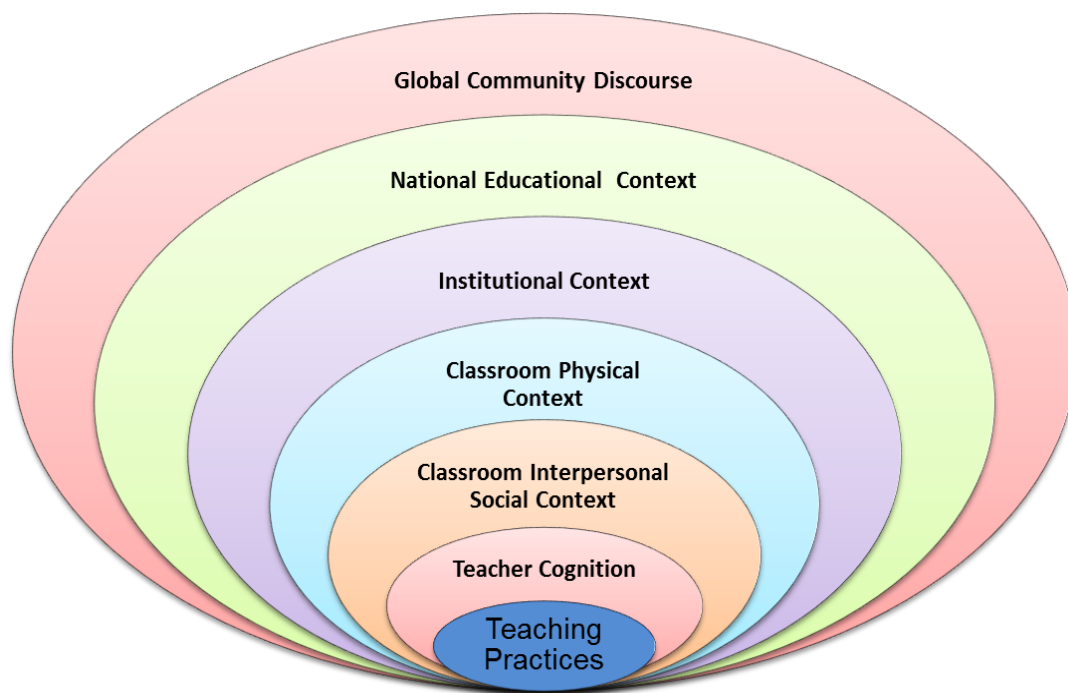 Global Community Discourse
National Educational Context
Institutional Context
Classroom Physical
Context
Classroom Interpersonal
Social Context
Teacher Cognition
Teaching
Practices